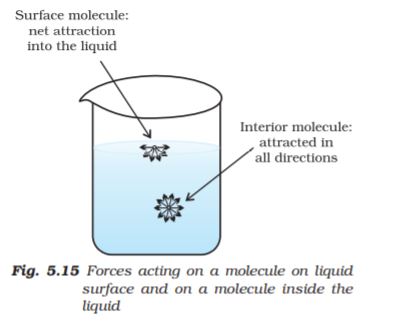 Surface molecule:
net attraction
into the liquid
Interior molecule:
attracted in
all directions
Fig. 5.15 Forces acting on a molecule on liquid
surface and on a molecule inside the
liquid